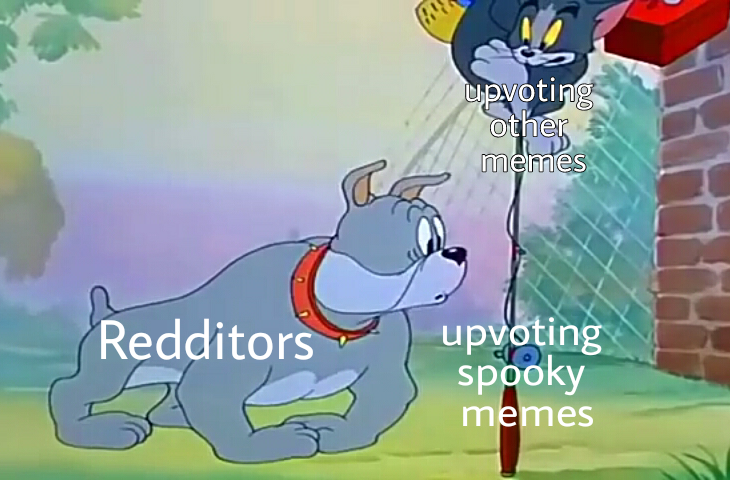 upvoting
other
memes
Redditors
upvoting
spooky
memes